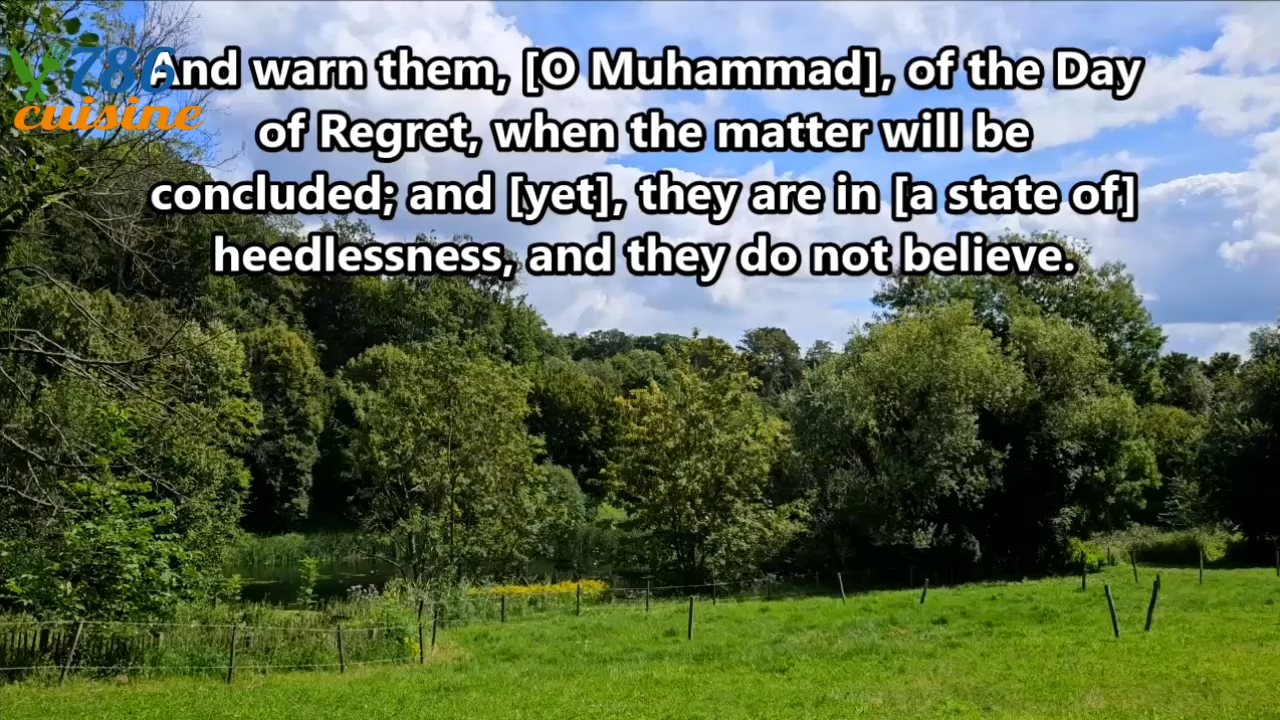 786
cuisine
And warn them, [O Muhammad], of the Day
of Regret, when the matter will be
concluded; and [yet], they are in [a state of]
heedlessness, and they do not believe.